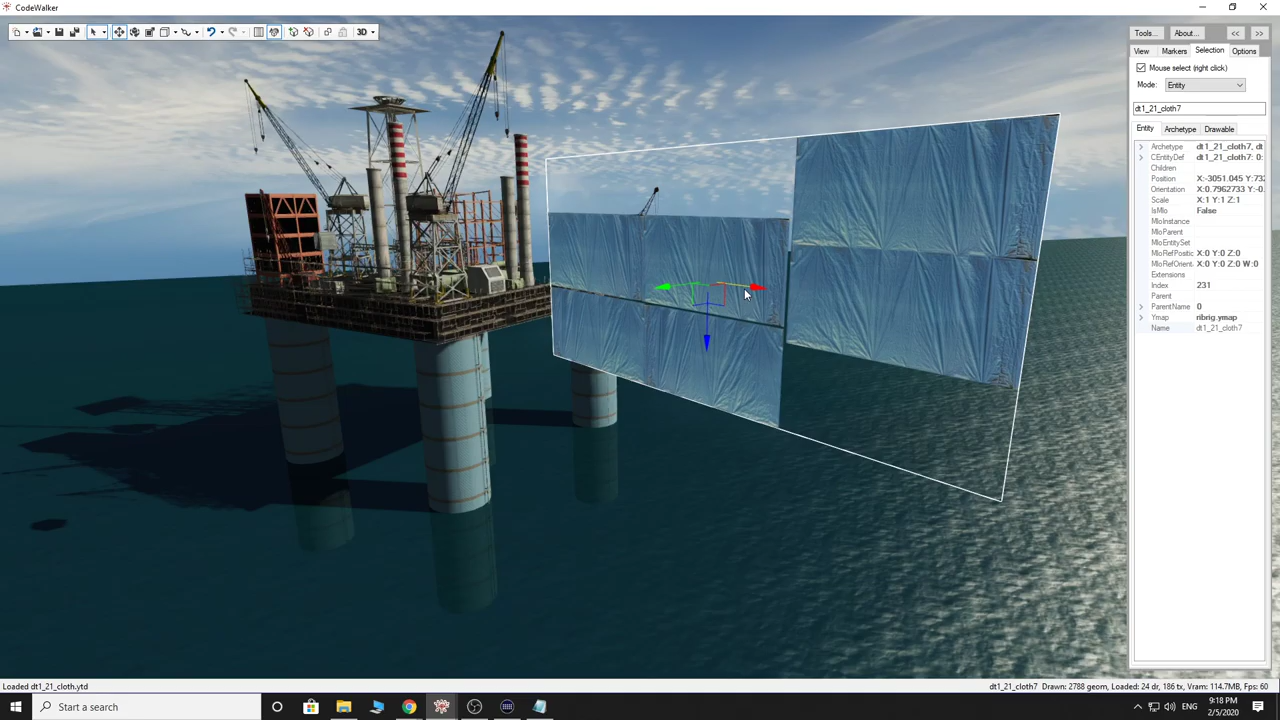 CodeWalker
3D
Tools...
About...
<<
>>
View
Markers
Selection
Options
Mouse select (right click)
Mode:
Entity
dt1_21_cloth7
Entity
Archetype
Drawable
Archetype dt1_21_cloth7, dt
CEntityDef dt1_21_cloth7: 0:
Children
Position X:-3051.045 Y:732
Orientation X:0.7962733 Y:-0.
Scale X:1 Y:1 Z:1
IsMlo False
MloInstance
MloParent
MloEntitySet
MloRefPositic X:0 Y:0 Z:0
MloRefOrient. X:0 Y:0 Z:0 W:0
Extensions
Index 231
Parent
ParentName 0
Ymap ribrig.ymap
Name dt1_21_cloth7
Loaded dt1_21_cloth.ytd
dt1_21_cloth7 Drawn: 2788 geom, Loaded: 24 dr, 186 tx, Vram: 114.7MB, Fps: 60
Start a search
ENG
9:18 PM
2/5/2020